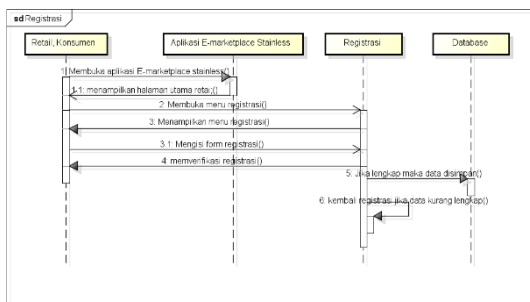 sd Registrasi
Retail, Konsumen
Aplikasi E-marketplace Stainless
Registrasi
Database
1: Membuka aplikasi E-marketplace stainless()
1.1: menampilkan halaman utama retai;()
2: Membuka menu registrasi()
3: Menampilkan menu registrasi()
3.1: Mengisi form registrasi()
4: memverifikasi registrasi()
5: Jika lengkap maka data disimpan()
6: kembali registrasi jika data kurang lengkap()